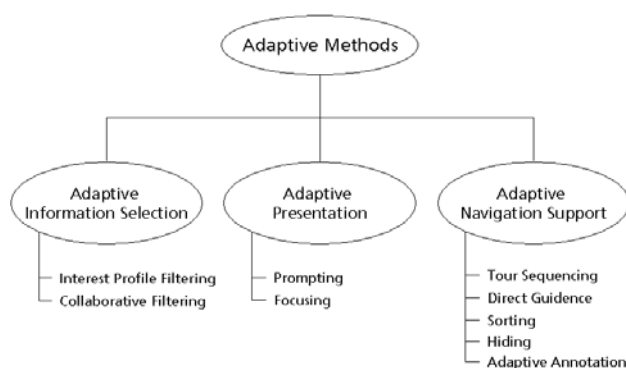 Adaptive Methods
Adaptive
Information Selection
Interest Profile Filtering
Collaborative Filtering
Adaptive
Presentation
Prompting
Focusing
Adaptive
Navigation Support
Tour Sequencing
Direct Guidence
Sorting
Hiding
Adaptive Annotation